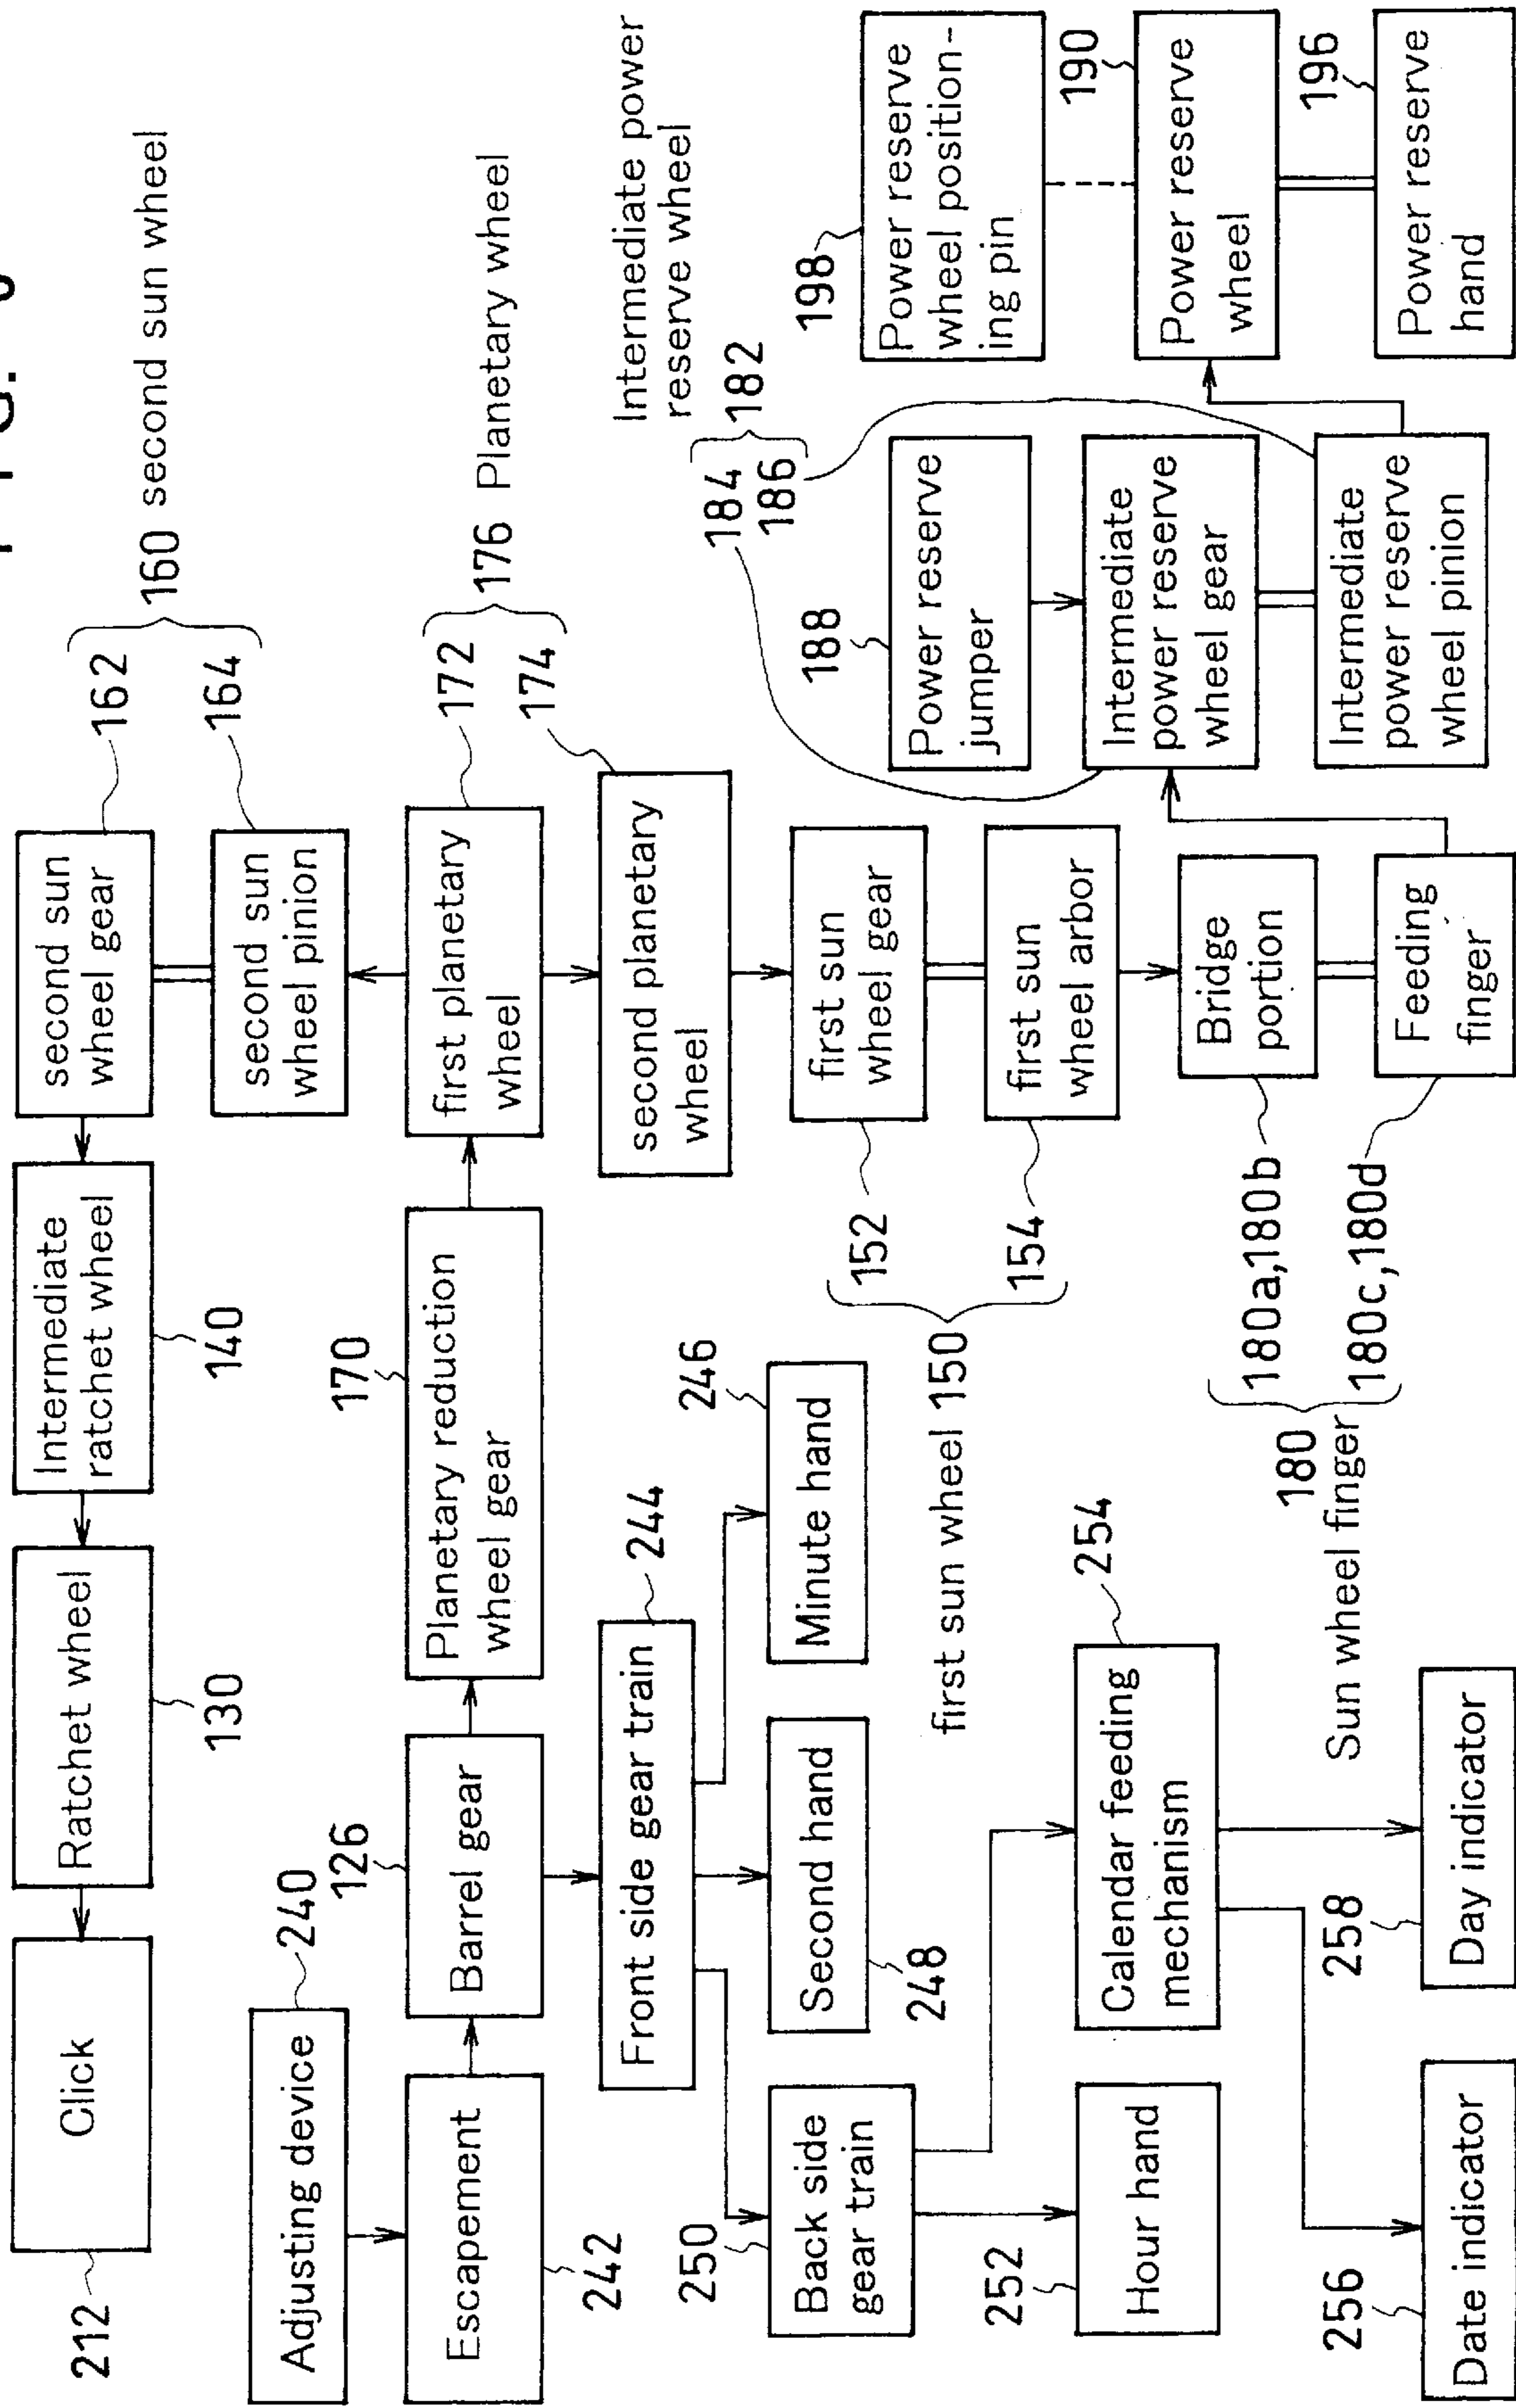 160 second sun wheel
162
164
second sun
wheel gear
second sun
wheel pinion
Intermediate
ratchet wheel
140
Ratchet wheel
130
Click
212
Adjusting device
240
Escapement
242
Barrel gear
126
Planetary reduction
wheel gear
170
first planetary
wheel
172
174
176 Planetary wheel
second planetary
wheel
Front side gear train
244
Minute hand
246
Second hand
248
Back side
gear train
250
Hour hand
252
Calendar feeding
mechanism
254
Date indicator
256
Day indicator
258
first sun
wheel gear
152
first sun
wheel arbor
154
first sun wheel 150
Bridge
portion
180a,180b
Feeding
finger
180c,180d
180
Sun wheel finger
Intermediate power
reserve wheel
182
184
186
Power reserve
jumper
188
Intermediate
power reserve
wheel gear
Intermediate
power reserve
wheel pinion
Power reserve
wheel position-
ing pin
198
Power reserve
wheel
190
Power reserve
hand
196